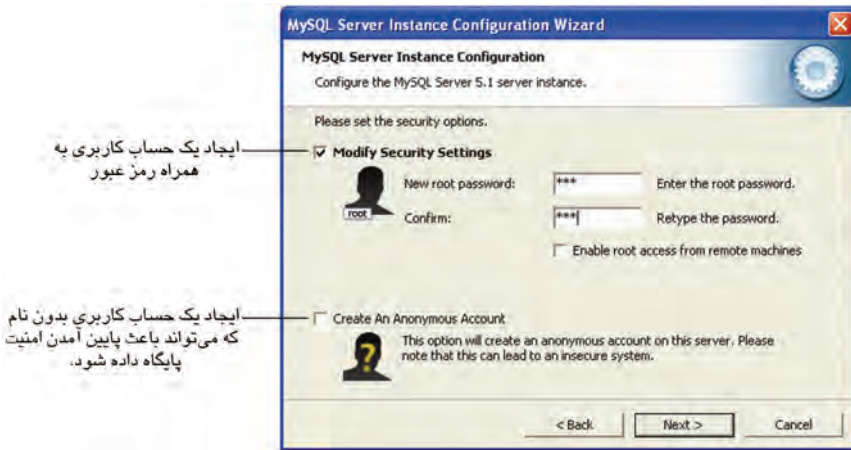 MySQL Server Instance Configuration Wizard
MySQL Server Instance Configuration
Configure the MySQL Server 5.1 server instance.
Please set the security options.
ایجاد یک حساب کاربری به
همراه رمز عبور
Modify Security Settings
root
New root password: *** Enter the root password.
Confirm: *** Retype the password.
Enable root access from remote machines
ایجاد یک حساب کاربری بدون نام
که می‌تواند باعث پایین آمدن امنیت
پایگاه داده شود.
Create An Anonymous Account
?
This option will create an anonymous account on this server. Please
note that this can lead to an insecure system.
< Back Next > Cancel